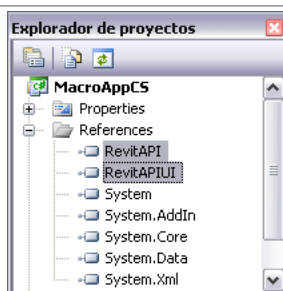 Explorador de proyectos
MacroAppCS
Properties
References
RevitAPI
RevitAPIUI
System
System.AddIn
System.Core
System.Data
System.Xml